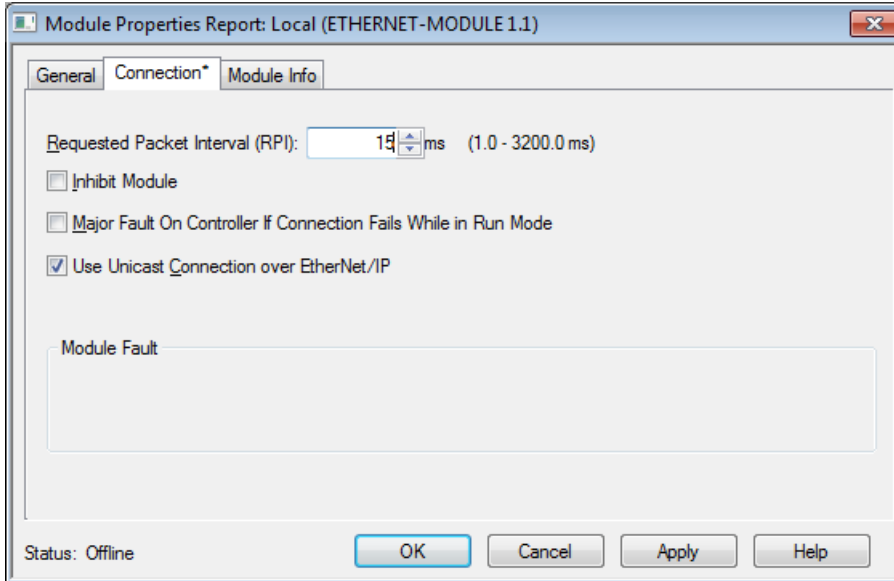 Module Properties Report: Local (ETHERNET-MODULE 1.1)
General Connection* Module Info
Requested Packet Interval (RPI): 15 ms (1.0 - 3200.0 ms)
Inhibit Module
Major Fault On Controller If Connection Fails While in Run Mode
Use Unicast Connection over EtherNet/IP
Module Fault
Status: Offline OK Cancel Apply Help